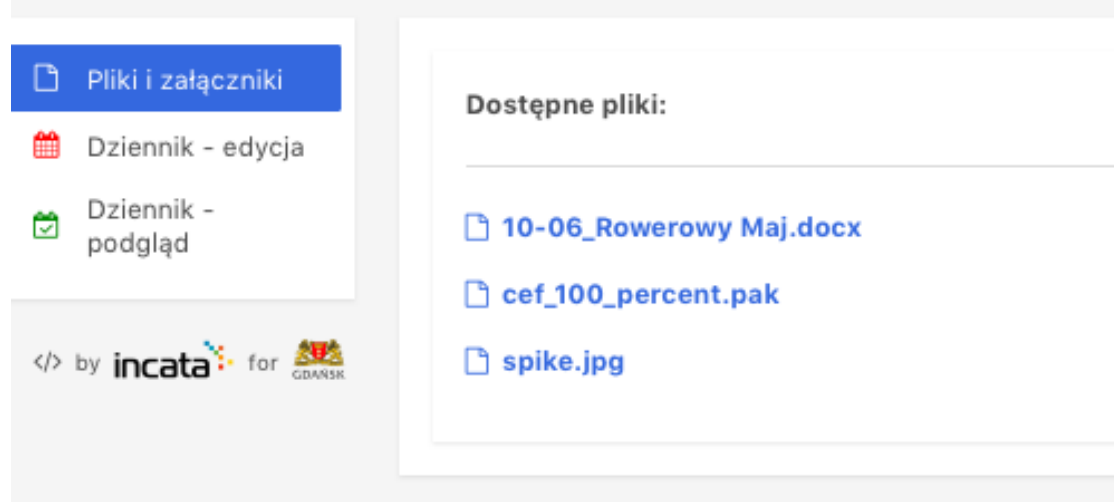 Pliki i załączniki
Dziennik - edycja
Dziennik -
podgląd
</> by incata for GDAŃSK
Dostępne pliki:
10-06_Rowerowy Maj.docx
cef_100_percent.pak
spike.jpg